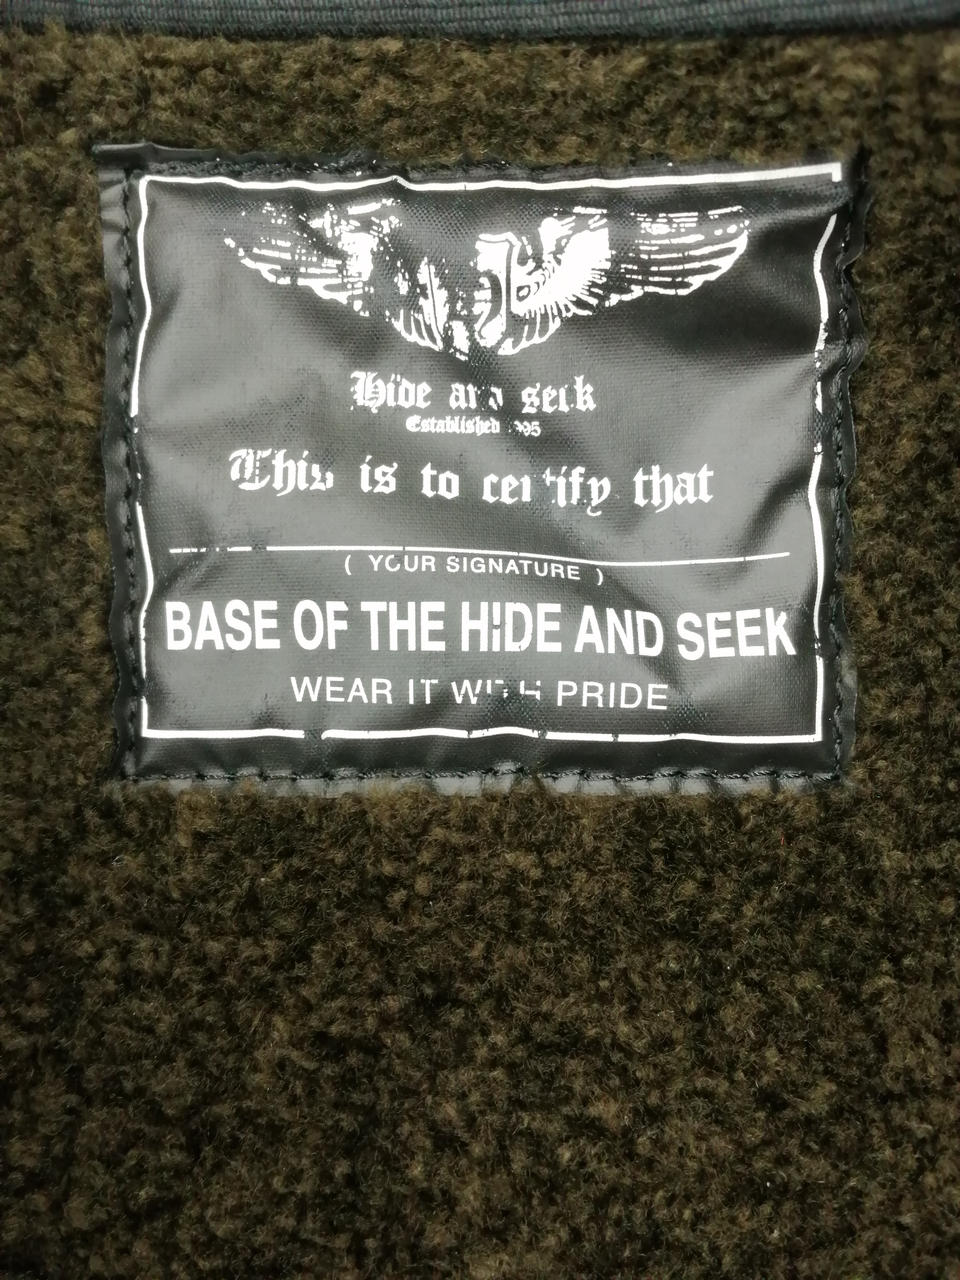 Hide and seek
Established
This is to certify that
( YOUR SIGNATURE )
BASE OF THE HIDE AND SEEK
WEAR IT WITH PRIDE